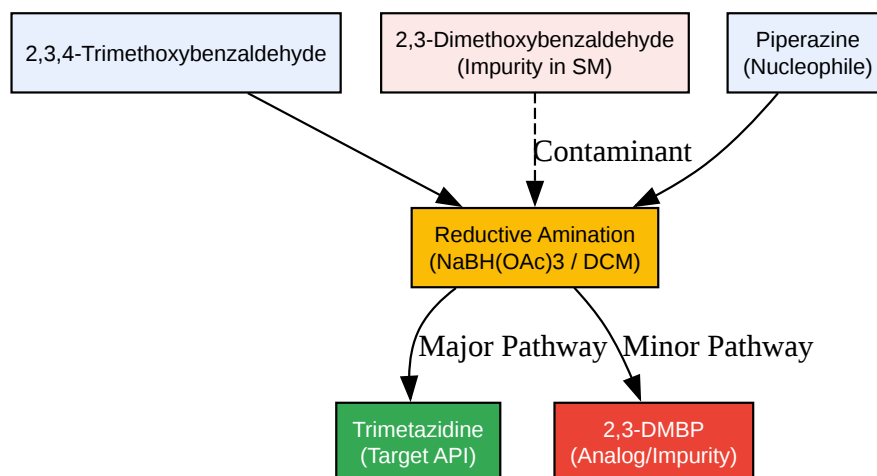 2,3,4-Trimethoxybenzaldehyde
2,3-Dimethoxybenzaldehyde
(Impurity in SM)
Piperazine
(Nucleophile)
Contaminant
Reductive Amination
(NaBH(OAc)3 / DCM)
Major Pathway
Minor Pathway
Trimetazidine
(Target API)
2,3-DMBP
(Analog/Impurity)